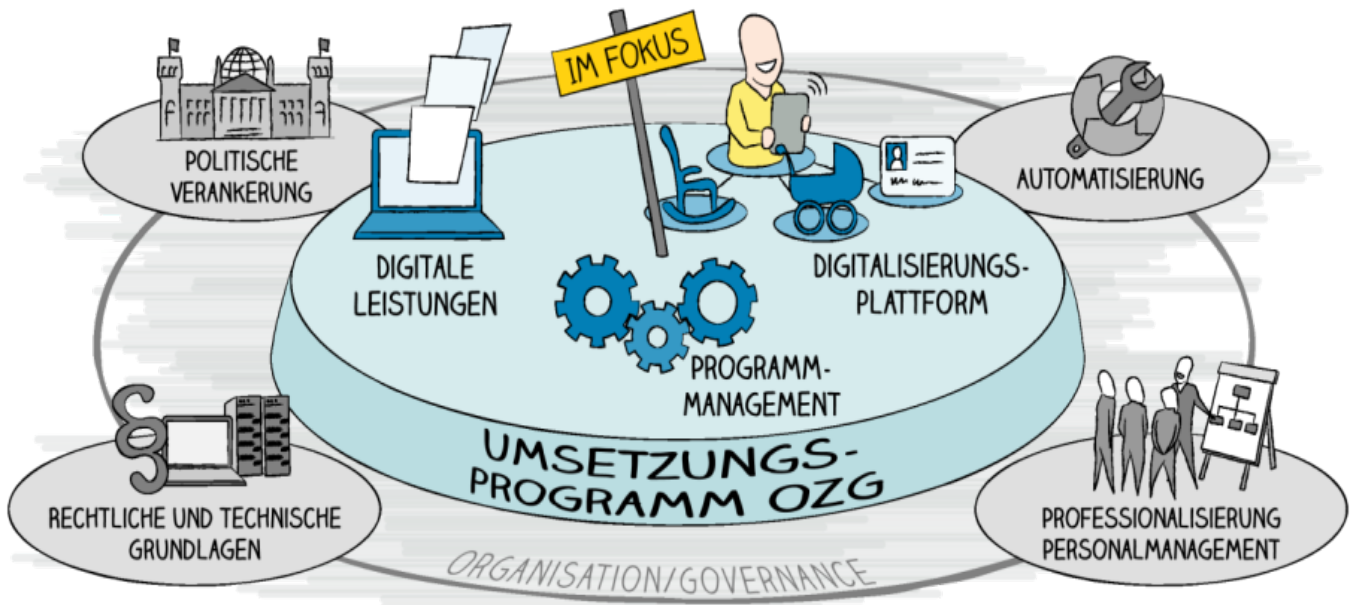 IM FOKUS
POLITISCHE
VERANKERUNG
AUTOMATISIERUNG
DIGITALE
LEISTUNGEN
DIGITALISIERUNGS-
PLATTFORM
PROGRAMM-
MANAGEMENT
UMSETZUNGS-
PROGRAMM OZG
RECHTLICHE UND TECHNISCHE
GRUNDLAGEN
PROFESSIONALISIERUNG
PERSONALMANAGEMENT
ORGANISATION/GOVERNANCE